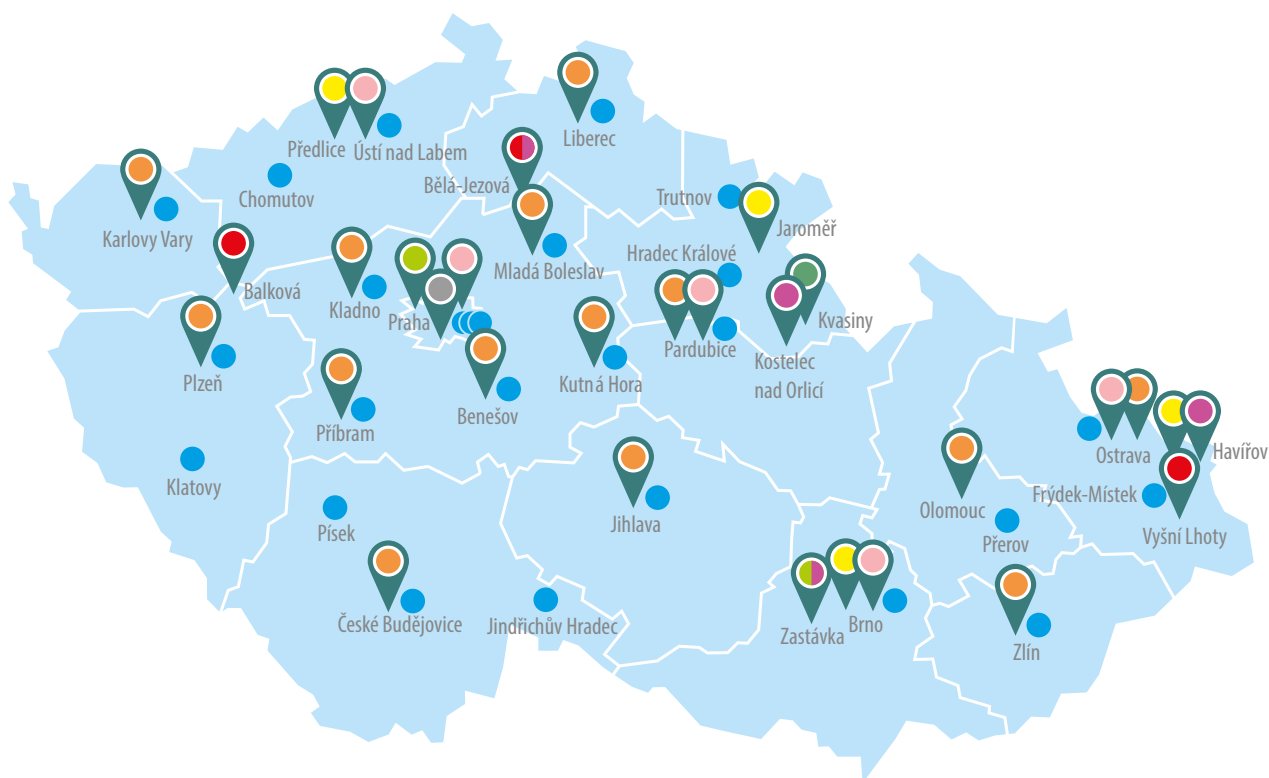 Liberec
Předlice
Ústí nad Labem
Bělá-Jezová
Chomutov
Trutnov
Jaroměř
Karlovy Vary
Hradec Králové
Mladá Boleslav
Balková
Kladno
Praha
Kvasiny
Pardubice
Kostelec
nad Orlicí
Plzeň
Kutná Hora
Benešov
Příbram
Ostrava
Havířov
Klatovy
Frýdek-Místek
Olomouc
Písek
Jihlava
Vyšní Lhoty
Přerov
České Budějovice
Jindřichův Hradec
Zastávka
Brno
Zlín